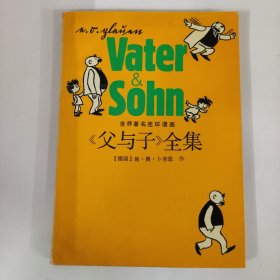 e.o.plauen
Vater
&
Sohn
世界著名连环漫画
《父与子》全集
【德国】埃·奥·卜劳恩 作